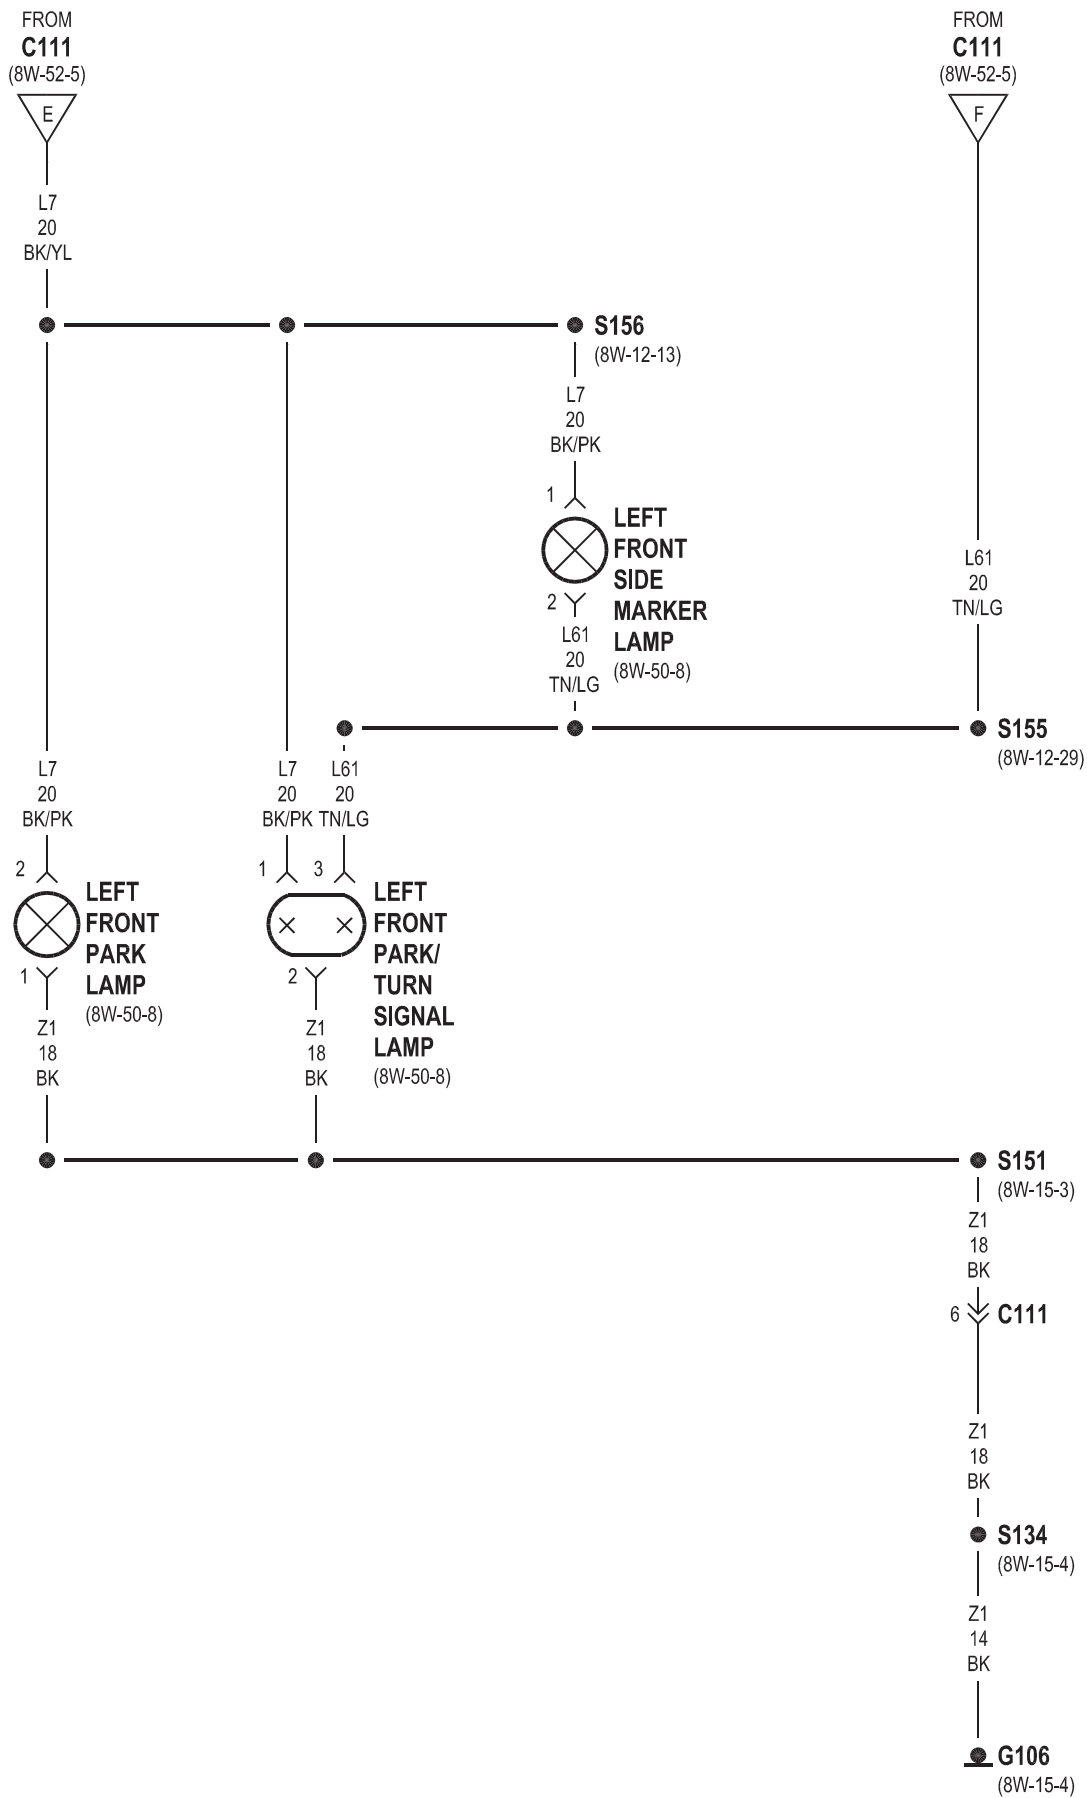 FROM
C111
(8W-52-5)
E
FROM
C111
(8W-52-5)
F
L7
20
BK/YL
S156
(8W-12-13)
L7
20
BK/PK
1
LEFT
FRONT
SIDE
MARKER
LAMP
(8W-50-8)
2
L61
20
TN/LG
L61
20
TN/LG
S155
(8W-12-29)
L7
20
BK/PK
L7
20
BK/PK
L61
20
TN/LG
2
LEFT
FRONT
PARK
LAMP
(8W-50-8)
1
1
3
LEFT
FRONT
PARK/
TURN
SIGNAL
LAMP
(8W-50-8)
2
Z1
18
BK
Z1
18
BK
S151
(8W-15-3)
Z1
18
BK
6
C111
Z1
18
BK
S134
(8W-15-4)
Z1
14
BK
G106
(8W-15-4)